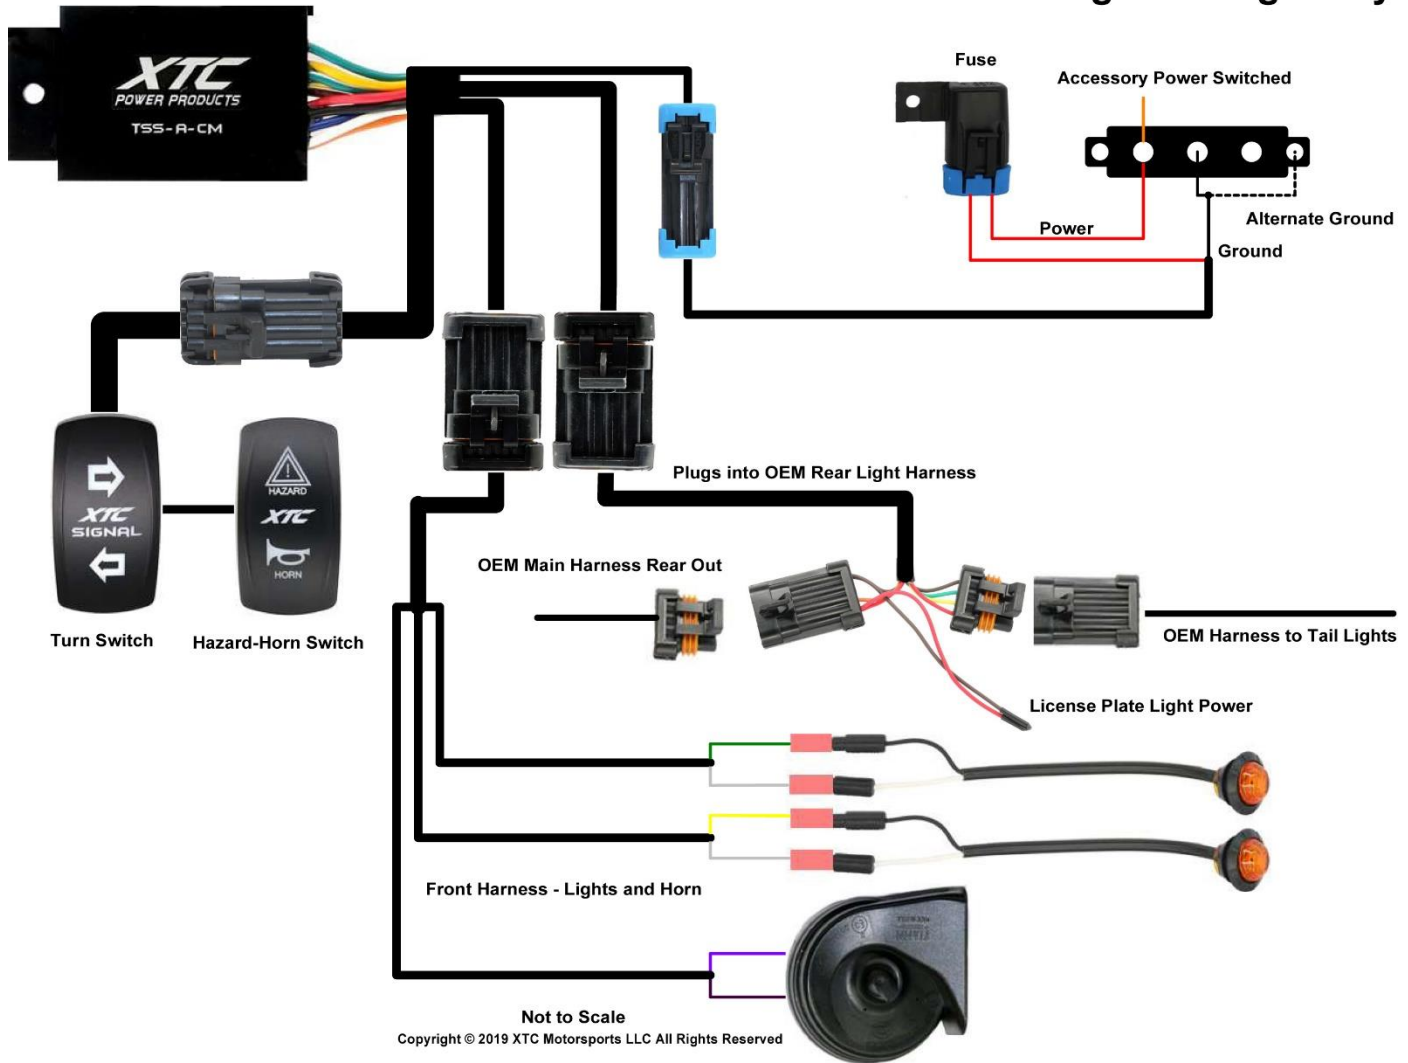 XTC
POWER PRODUCTS
TSS-A-CM
Fuse
Accessory Power Switched
Power
Alternate Ground
Ground
XTC
SIGNAL
HAZARD
XTC
HORN
Turn Switch
Hazard-Horn Switch
Plugs into OEM Rear Light Harness
OEM Main Harness Rear Out
OEM Harness to Tail Lights
License Plate Light Power
Front Harness - Lights and Horn
Not to Scale
Copyright © 2019 XTC Motorsports LLC All Rights Reserved